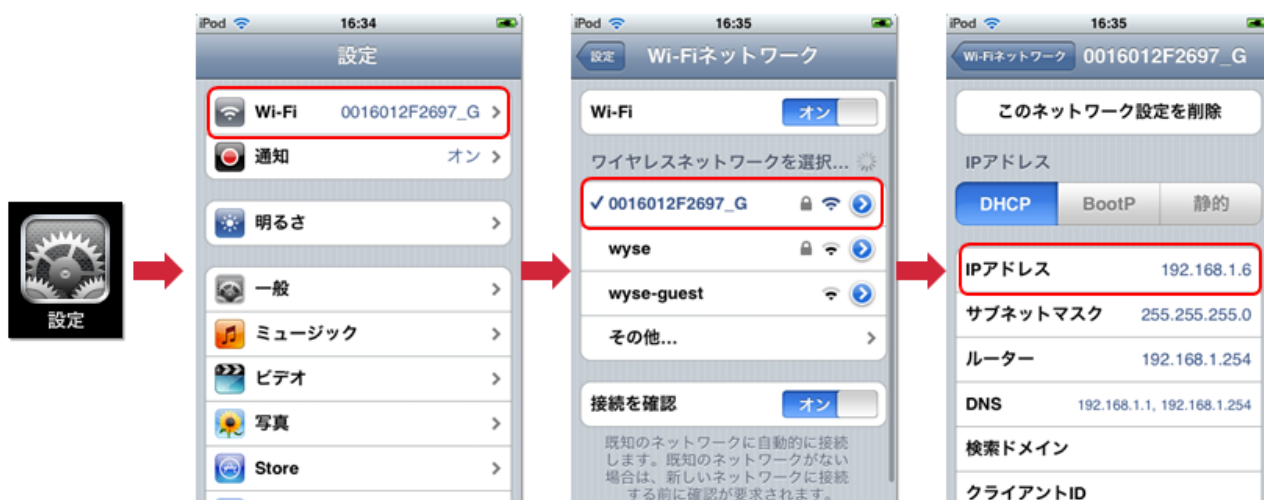 設定
iPod 16:34
設定
Wi-Fi 0016012F2697_G
通知 オン
明るさ
一般
ミュージック
ビデオ
写真
Store
iPod 16:35
設定 Wi-Fiネットワーク
Wi-Fi オン
ワイヤレスネットワークを選択...
0016012F2697_G
wyse
wyse-guest
その他...
接続を確認 オン
既知のネットワークに自動的に接続
します。既知のネットワークがない
場合は、新しいネットワークに接続
する前に確認が要求されます。
iPod 16:35
Wi-Fiネットワーク 0016012F2697_G
このネットワーク設定を削除
IPアドレス
DHCP BootP 静的
IPアドレス 192.168.1.6
サブネットマスク 255.255.255.0
ルーター 192.168.1.254
DNS 192.168.1.1, 192.168.1.254
検索ドメイン
クライアントID